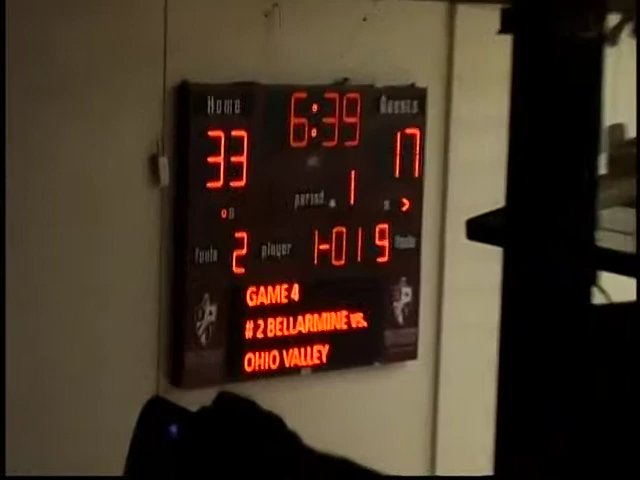 Home 6:39 Guests
33 17
period 1 >
fouls 2 player 1-01 9 fouls
GAME 4
# 2 BELLARMINE vs.
OHIO VALLEY